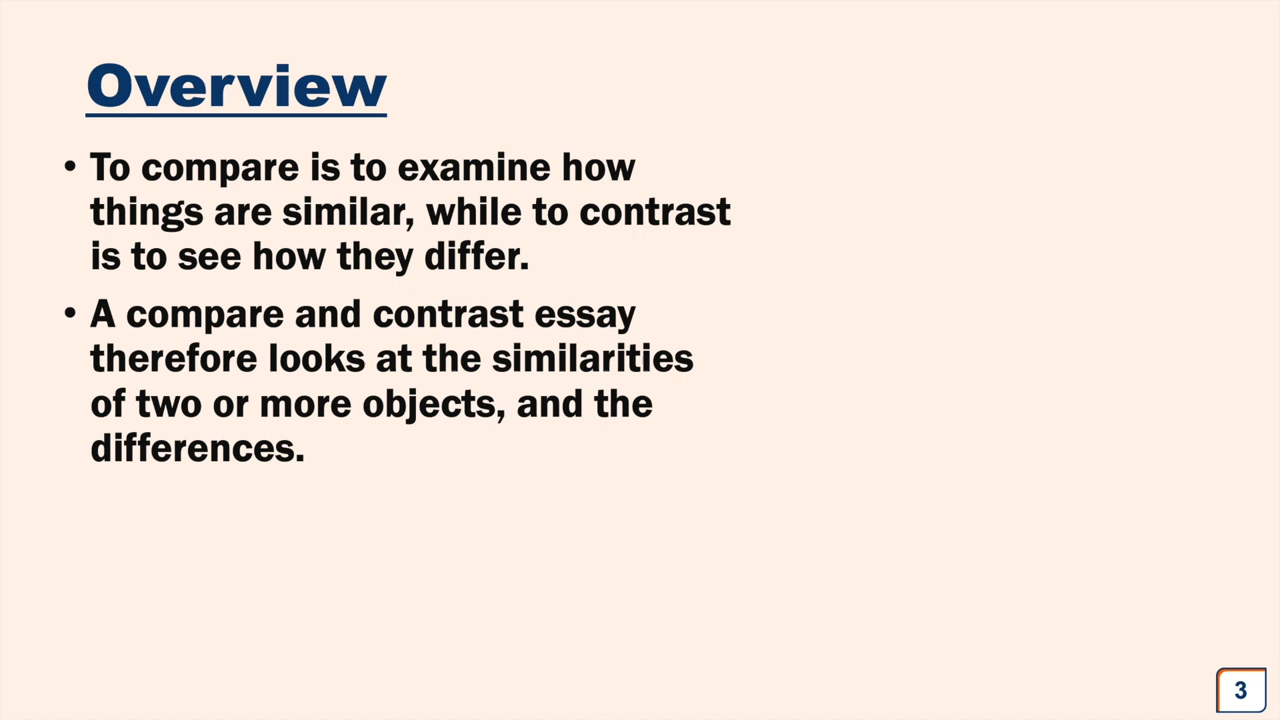 Overview
• To compare is to examine how
things are similar, while to contrast
is to see how they differ.
• A compare and contrast essay
therefore looks at the similarities
of two or more objects, and the
differences.
3